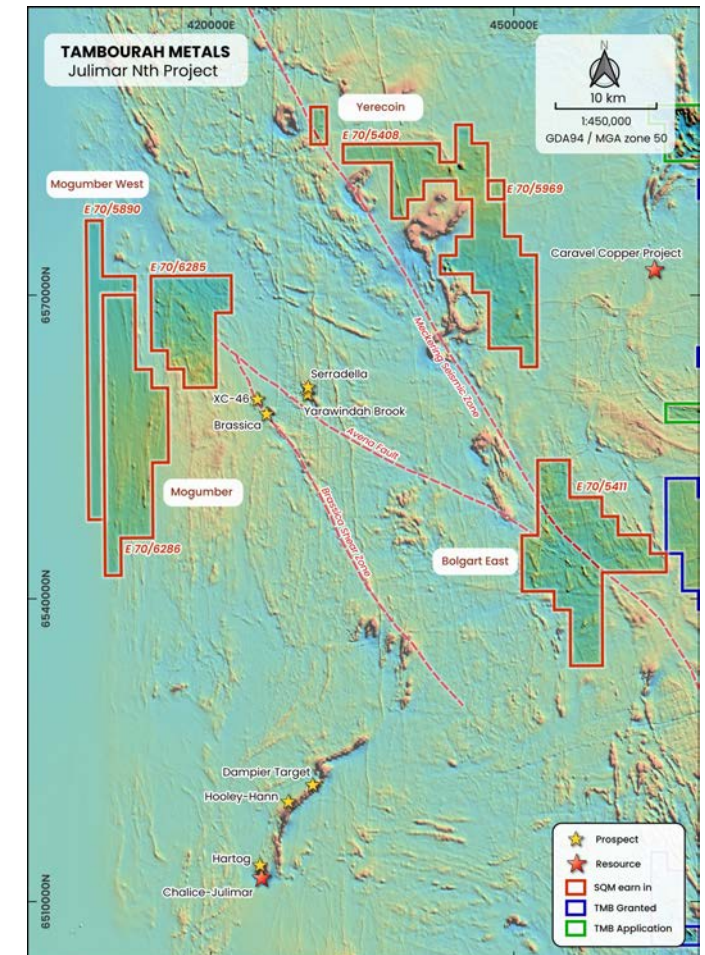 420000E
450000E
TAMBOURAH METALS
Julimar Nth Project
N
10 km
1:450,000
GDA94 / MGA zone 50
Yerecoin
E 70/5408
E 70/5969
Mogumber West
E 70/5890
E 70/6285
Caravel Copper Project
6570000N
Meckering Seismic Zone
Serradella
XC-46
Yarawindah Brook
Brassica
Avena Fault
Mogumber
Brassica Shear Zone
E 70/5411
E 70/6286
Bolgart East
6540000N
Dampier Target
Hooley-Hann
Hartog
Chalice-Julimar
6510000N
Prospect
Resource
SQM earn in
TMB Granted
TMB Application